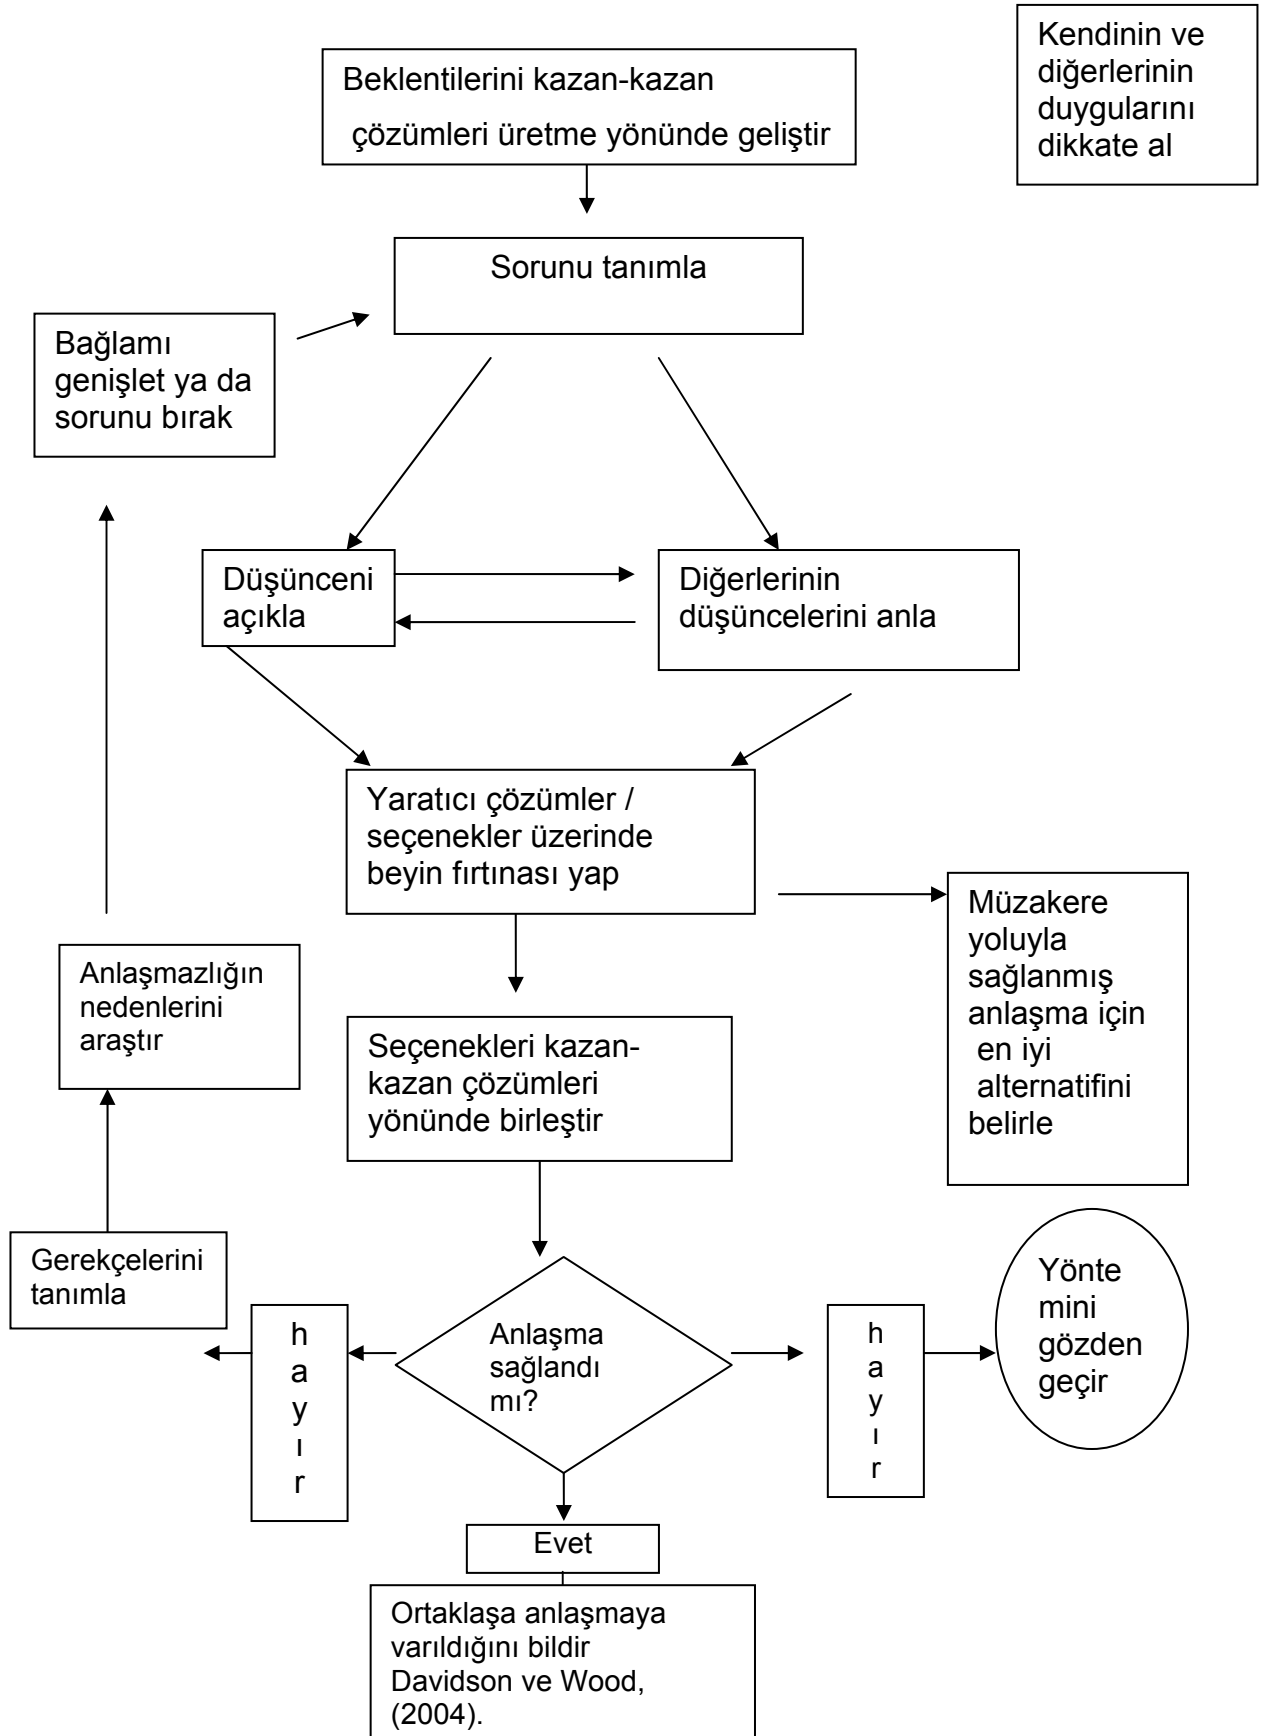 Kendinin ve
diğerlerinin
duygularını
dikkate al
Beklentilerini kazan-kazan
çözümleri üretme yönünde geliştir
Sorunu tanımla
Bağlamı
genişlet ya da
sorunu bırak
Düşünceni
açıkla
Diğerlerinin
düşüncelerini anla
Yaratıcı çözümler /
seçenekler üzerinde
beyin fırtınası yap
Müzakere
yoluyla
sağlanmış
anlaşma için
en iyi
alternatifini
belirle
Anlaşmazlığın
nedenlerini
araştır
Seçenekleri kazan-
kazan çözümleri
yönünde birleştir
Gerekçelerini
tanımla
h
a
y
ı
r
Anlaşma
sağlandı
mı?
h
a
y
ı
r
Yönte
mini
gözden
geçir
Evet
Ortaklaşa anlaşmaya
varıldığını bildir
Davidson ve Wood,
(2004).